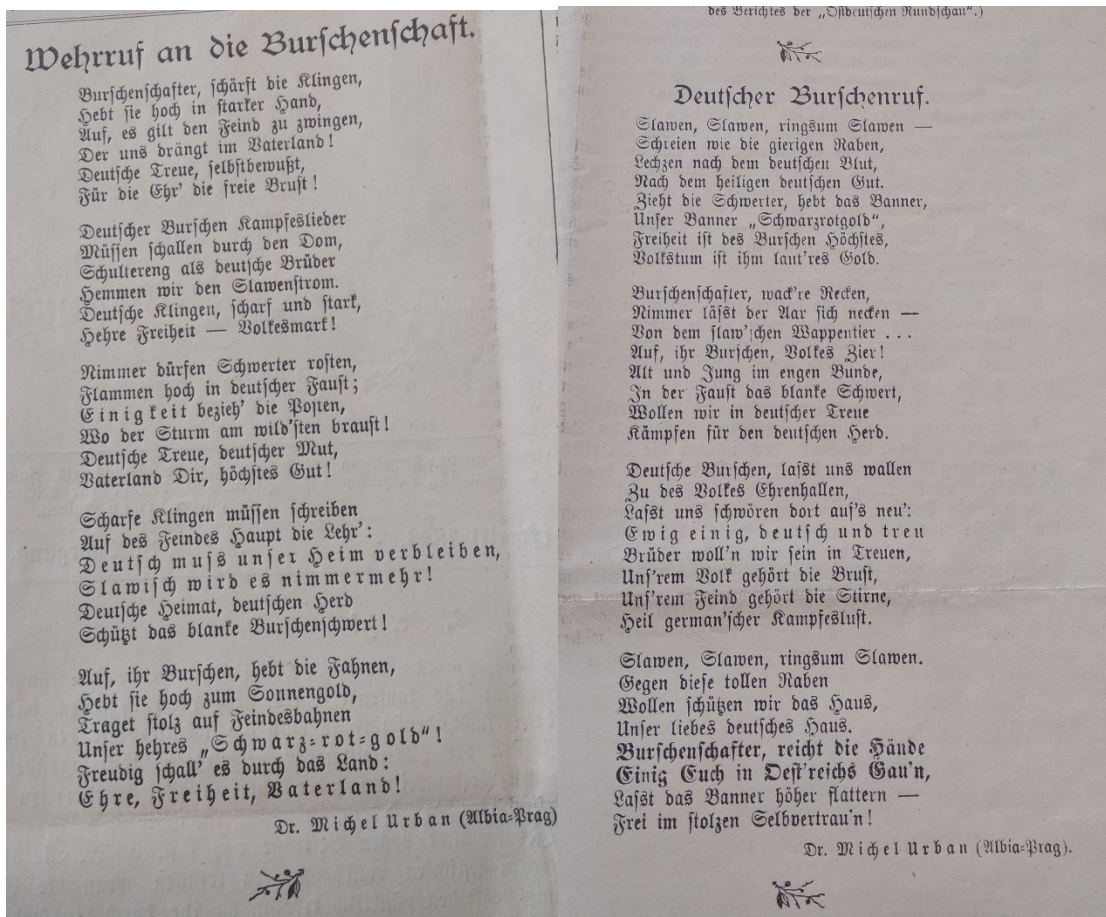 Wehrruf an die Burschenschaft.
Burschenschafter, schärft die Klingen,
Hebt sie hoch in starker Hand,
Auf, es gilt den Feind zu zwingen,
Der uns drängt im Vaterland!
Deutsche Treue, selbstbewußt,
Für die Ehr' die freie Brust!
Deutscher Burschen Kampfeslieder
Müssen schallen durch den Dom,
Schultereng als deutsche Brüder
Hemmen wir den Slawenstrom.
Deutsche Klingen, scharf und stark,
Hehre Freiheit — Volkesmark!
Nimmer dürfen Schwerter rosten,
Flammen hoch in deutscher Faust;
Einigkeit bezieh' die Posten,
Wo der Sturm am wild'sten braust!
Deutsche Treue, deutscher Mut,
Vaterland Dir, höchstes Gut!
Scharfe Klingen müssen schreiben
Auf des Feindes Haupt die Lehr':
Deutsch muss unser Heim verbleiben,
Slawisch wird es nimmermehr!
Deutsche Heimat, deutschen Herd
Schützt das blanke Burschenschwert!
Auf, ihr Burschen, hebt die Fahnen,
Hebt sie hoch zum Sonnengold,
Traget stolz auf Feindesbahnen
Unser hehres „Schwarz-rot-gold"!
Freudig schall' es durch das Land:
Ehre, Freiheit, Vaterland!
Dr. Michel Urban (Albia-Prag)
des Berichtes der „Ostdeutschen Rundschau".)
Deutscher Burschenruf.
Slawen, Slawen, ringsum Slawen —
Schreien wie die gierigen Raben,
Lechzen nach dem deutschen Blut,
Nach dem heiligen deutschen Gut.
Zieht die Schwerter, hebt das Banner,
Unser Banner „Schwarzrotgold",
Freiheit ist des Burschen Höchstes,
Volkstum ist ihm laut'res Gold.
Burschenschafter, wack're Recken,
Nimmer läßt der Aar sich necken —
Von dem slaw'schen Wappentier . . .
Auf, ihr Burschen, Volkes Zier!
Alt und Jung im engen Bunde,
In der Faust das blanke Schwert,
Wollen wir in deutscher Treue
Kämpfen für den deutschen Herd.
Deutsche Burschen, lasst uns wallen
Zu des Volkes Ehrenhallen,
Lasst uns schwören dort auf's neu':
Ewig einig, deutsch und treu
Brüder woll'n wir sein in Treuen,
Uns'rem Volk gehört die Brust,
Uns'rem Feind gehört die Stirne,
Heil german'scher Kampfeslust.
Slawen, Slawen, ringsum Slawen.
Gegen diese tollen Raben
Wollen schützen wir das Haus,
Unser liebes deutsches Haus.
Burschenschafter, reicht die Hände
Einig Euch in Oest'reichs Gau'n,
Lasst das Banner höher flattern —
Frei im stolzen Selbvertrau'n!
Dr. Michel Urban (Albia-Prag).